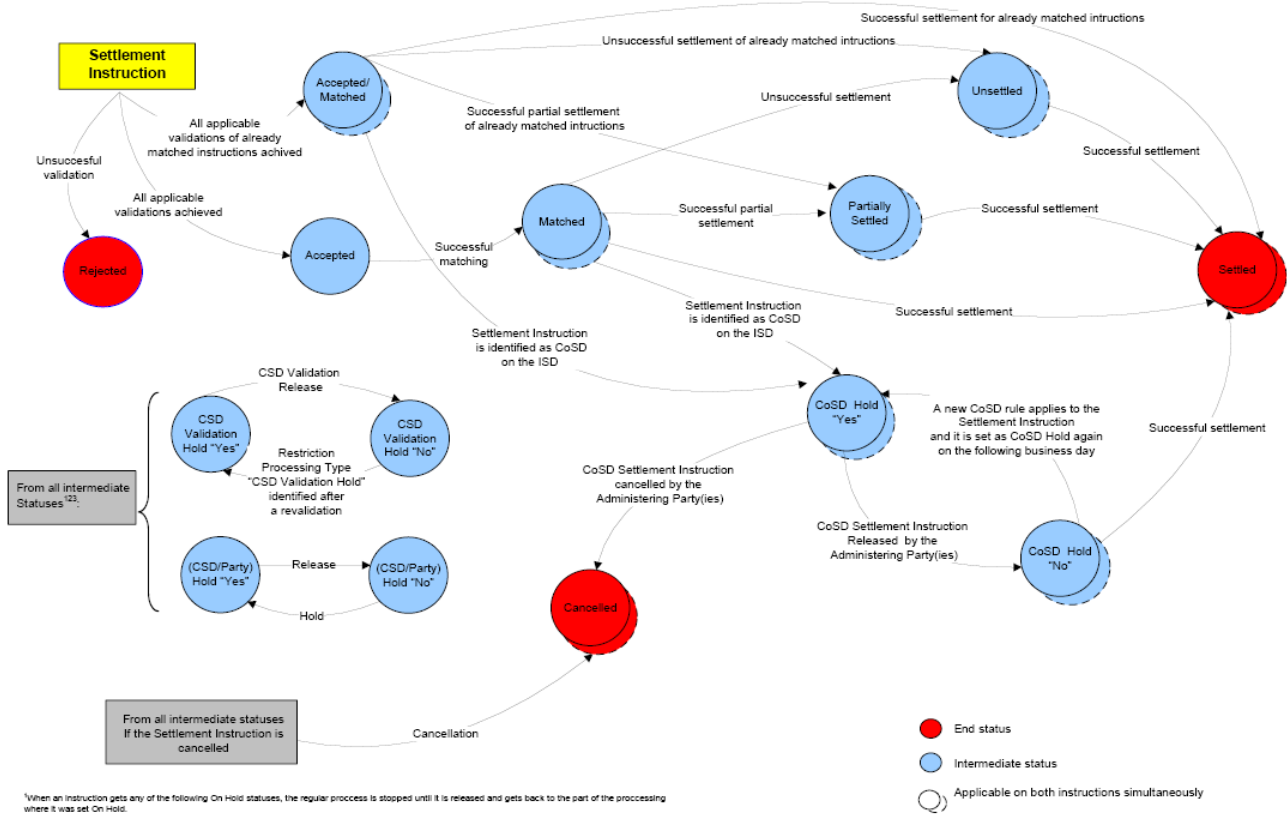 Successful settlement for already matched intructions
Unsuccessful settlement of already matched intructions
Settlement
Instruction
Accepted/
Matched
Unsettled
Unsuccessful settlement
Successful partial settlement
of already matched intructions
All applicable
validations of already
matched instructions achived
Unsuccesful
validation
Successful settlement
All applicable
validations achieved
Matched
Successful partial
settlement
Partially
Settled
Successful settlement
Rejected
Accepted
Successful
matching
Settled
Settlement Instruction
is identified as CoSD
on the ISD
Successful settlement
Settlement Instruction
is identified as CoSD
on the ISD
CSD Validation
Release
CSD
Validation
Hold "Yes"
CSD
Validation
Hold "No"
Restriction
Processing Type
"CSD Validation Hold"
identified after
a revalidation
CoSD Hold
"Yes"
A new CoSD rule applies to the
Settlement Instruction
and it is set as CoSD Hold again
on the following business day
Successful settlement
From all intermediate
Statuses¹²³:
CoSD Settlement Instruction
cancelled by the
Administering Party(ies)
CoSD Settlement Instruction
Released by the
Administering Party(ies)
CoSD Hold
"No"
(CSD/Party)
Hold "Yes"
Release
(CSD/Party)
Hold "No"
Hold
Cancelled
From all intermediate statuses
If the Settlement Instruction is
cancelled
Cancellation
End status
Intermediate status
Applicable on both instructions simultaneously
¹When an instruction gets any of the following On Hold statuses, the regular proccess is stopped until it is released and gets back to the part of the proccessing
where it was set On Hold.